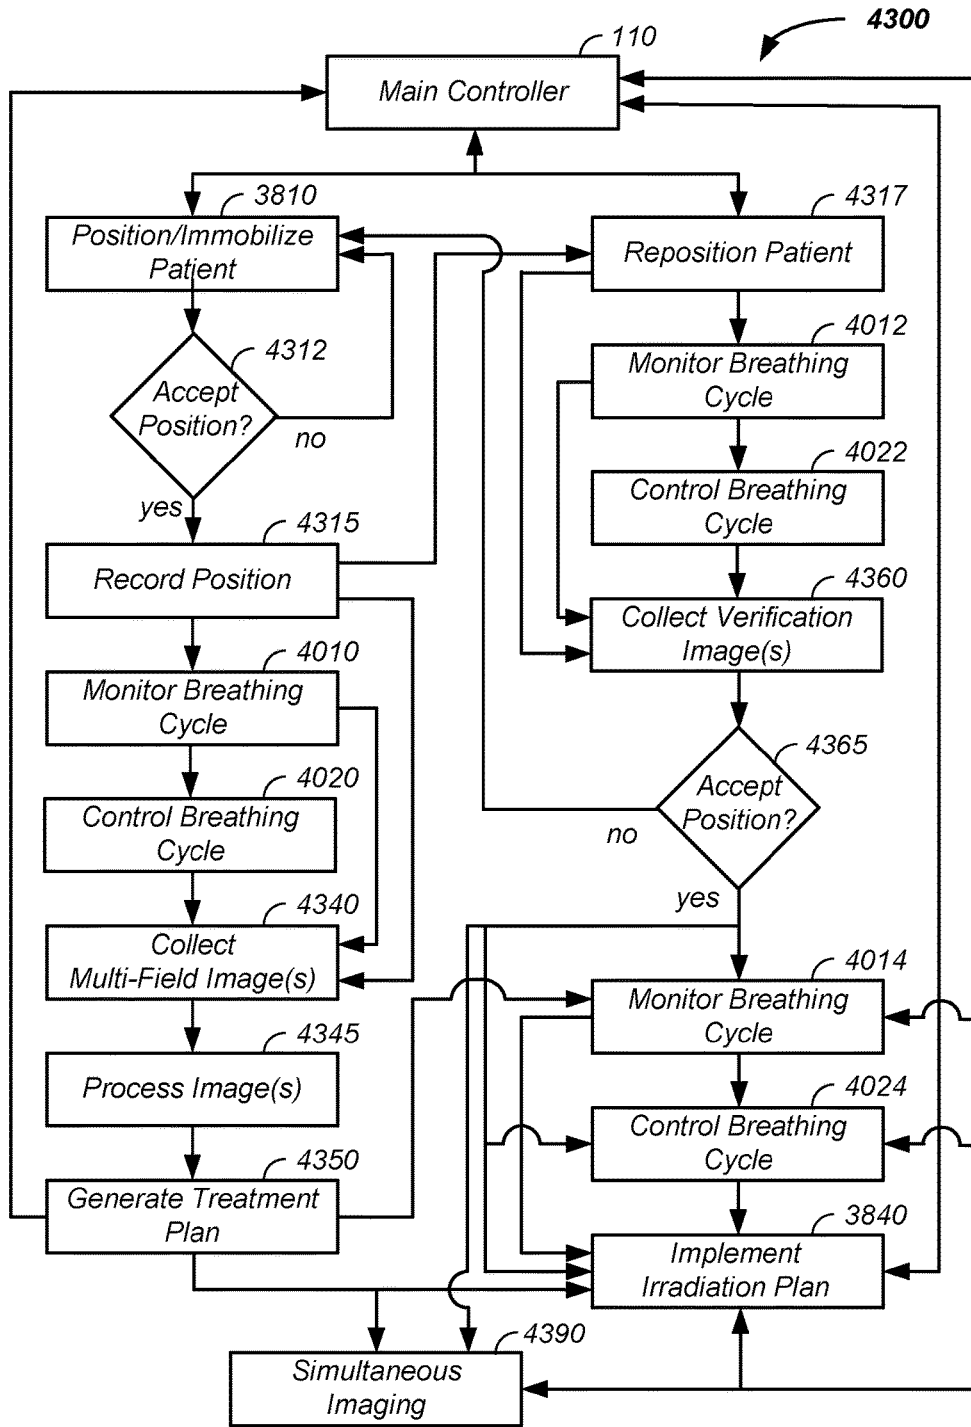 4300
110
Main Controller
3810
Position/Immobilize
Patient
4312
Accept
Position?
no
yes
4315
Record Position
4010
Monitor Breathing
Cycle
4020
Control Breathing
Cycle
4340
Collect
Multi-Field Image(s)
4345
Process Image(s)
4350
Generate Treatment
Plan
4317
Reposition Patient
4012
Monitor Breathing
Cycle
4022
Control Breathing
Cycle
4360
Collect Verification
Image(s)
4365
Accept
Position?
no
yes
4014
Monitor Breathing
Cycle
4024
Control Breathing
Cycle
3840
Implement
Irradiation Plan
4390
Simultaneous
Imaging